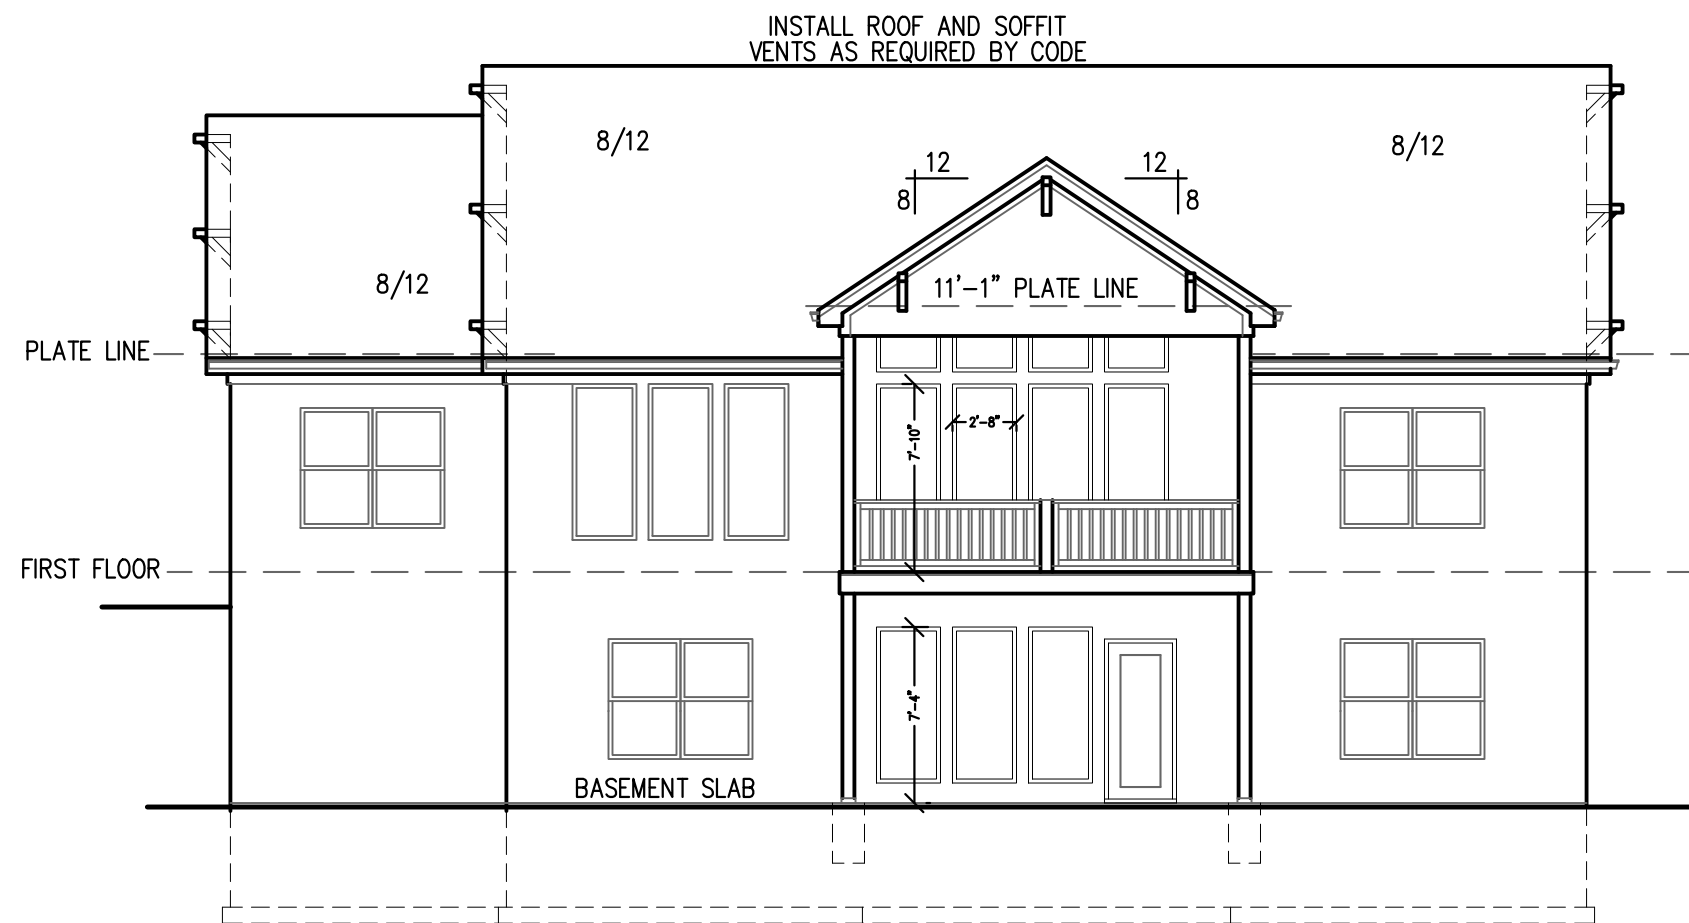 INSTALL ROOF AND SOFFIT
VENTS AS REQUIRED BY CODE
8/12
8/12
12
12
8
8
8/12
11'-1" PLATE LINE
PLATE LINE
2'-8"
7'-10"
FIRST FLOOR
7'-4"
BASEMENT SLAB